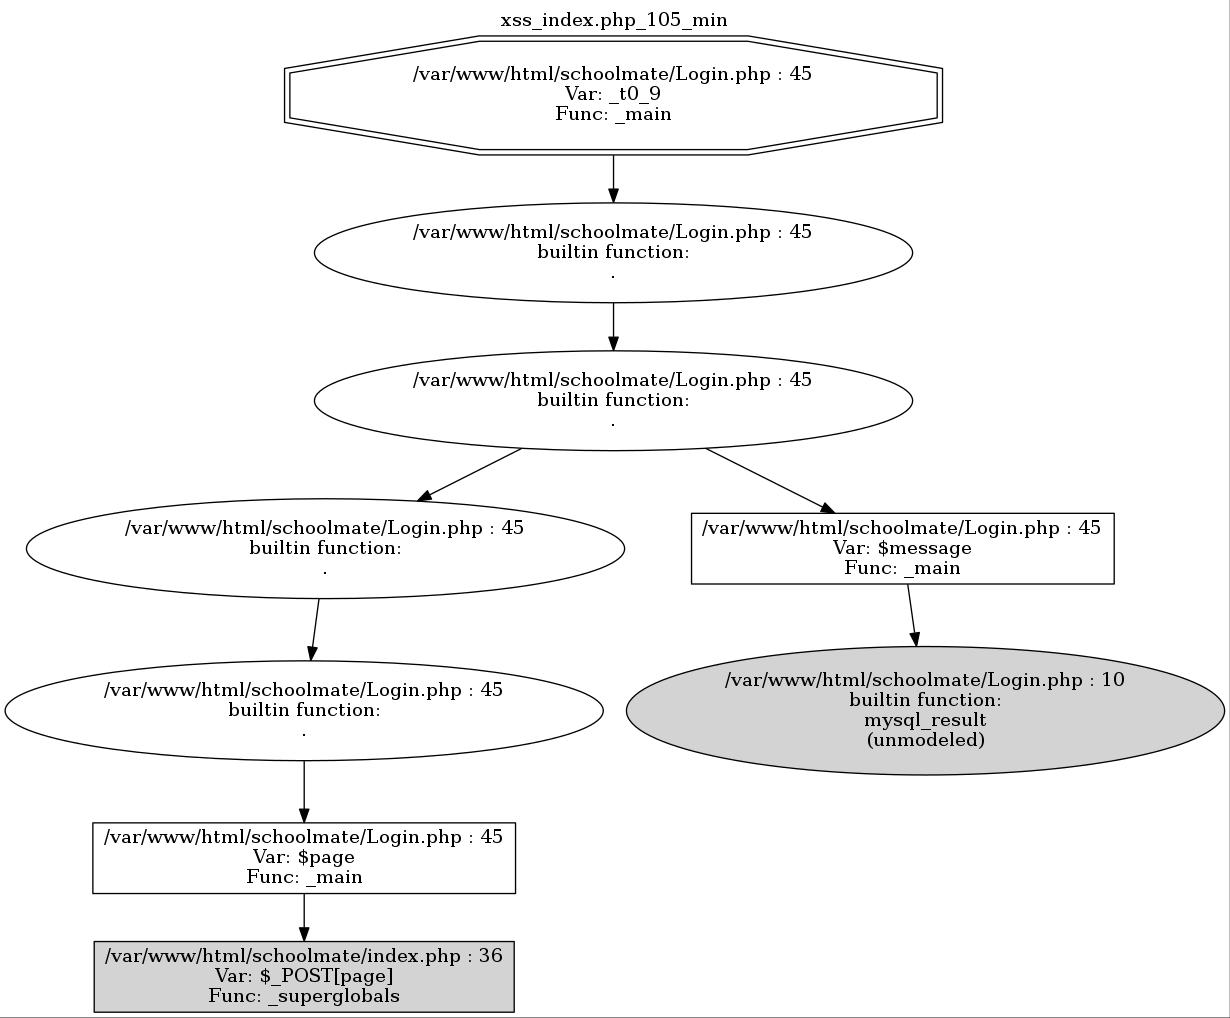 xss_index.php_105_min
/var/www/html/schoolmate/Login.php : 45
Var: _t0_9
Func: _main
/var/www/html/schoolmate/Login.php : 45
builtin function:
.
/var/www/html/schoolmate/Login.php : 45
builtin function:
.
/var/www/html/schoolmate/Login.php : 45
builtin function:
.
/var/www/html/schoolmate/Login.php : 45
Var: $message
Func: _main
/var/www/html/schoolmate/Login.php : 45
builtin function:
.
/var/www/html/schoolmate/Login.php : 10
builtin function:
mysql_result
(unmodeled)
/var/www/html/schoolmate/Login.php : 45
Var: $page
Func: _main
/var/www/html/schoolmate/index.php : 36
Var: $_POST[page]
Func: _superglobals